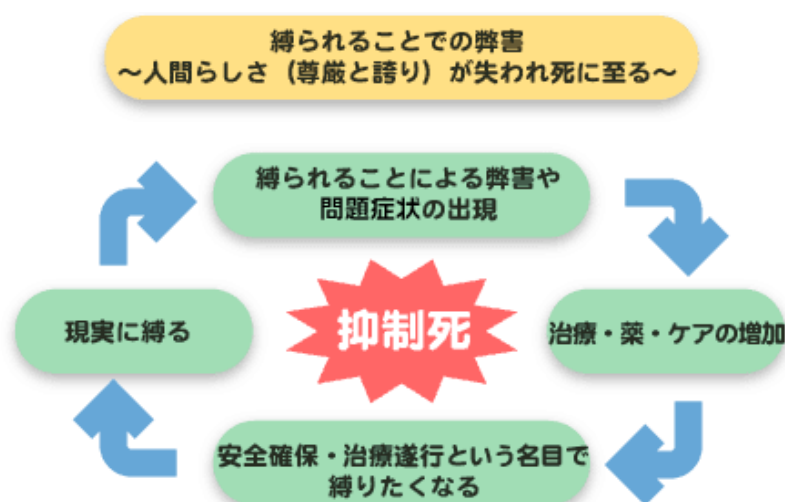 縛られることでの弊害
～人間らしさ（尊厳と誇り）が失われ死に至る～
縛られることによる弊害や
問題症状の出現
現実に縛る
抑制死
治療・薬・ケアの増加
安全確保・治療遂行という名目で
縛りたくなる